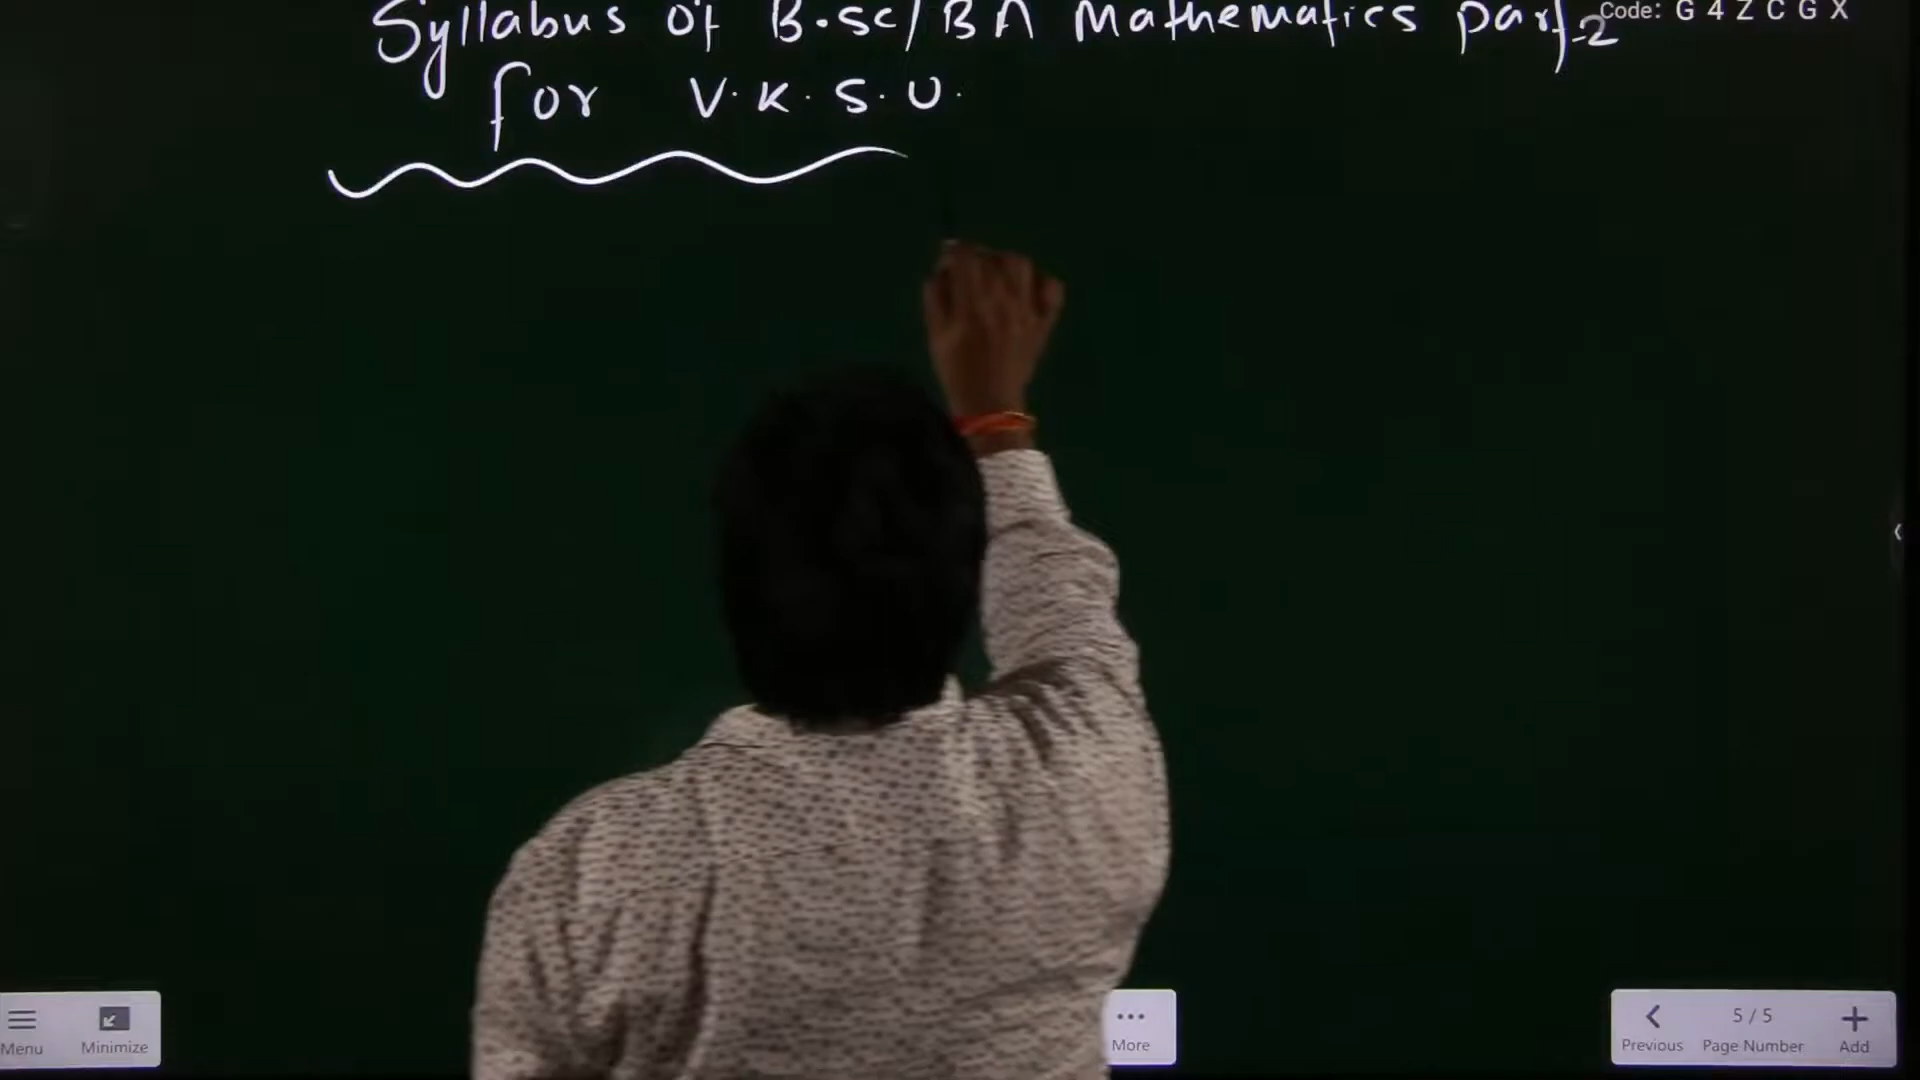 Syllabus of B.sc/BA Mathematics part-2
Code: G 4 Z C G X
for V.K.S.U.
Menu
Minimize
More
Previous
5 / 5
Page Number
Add